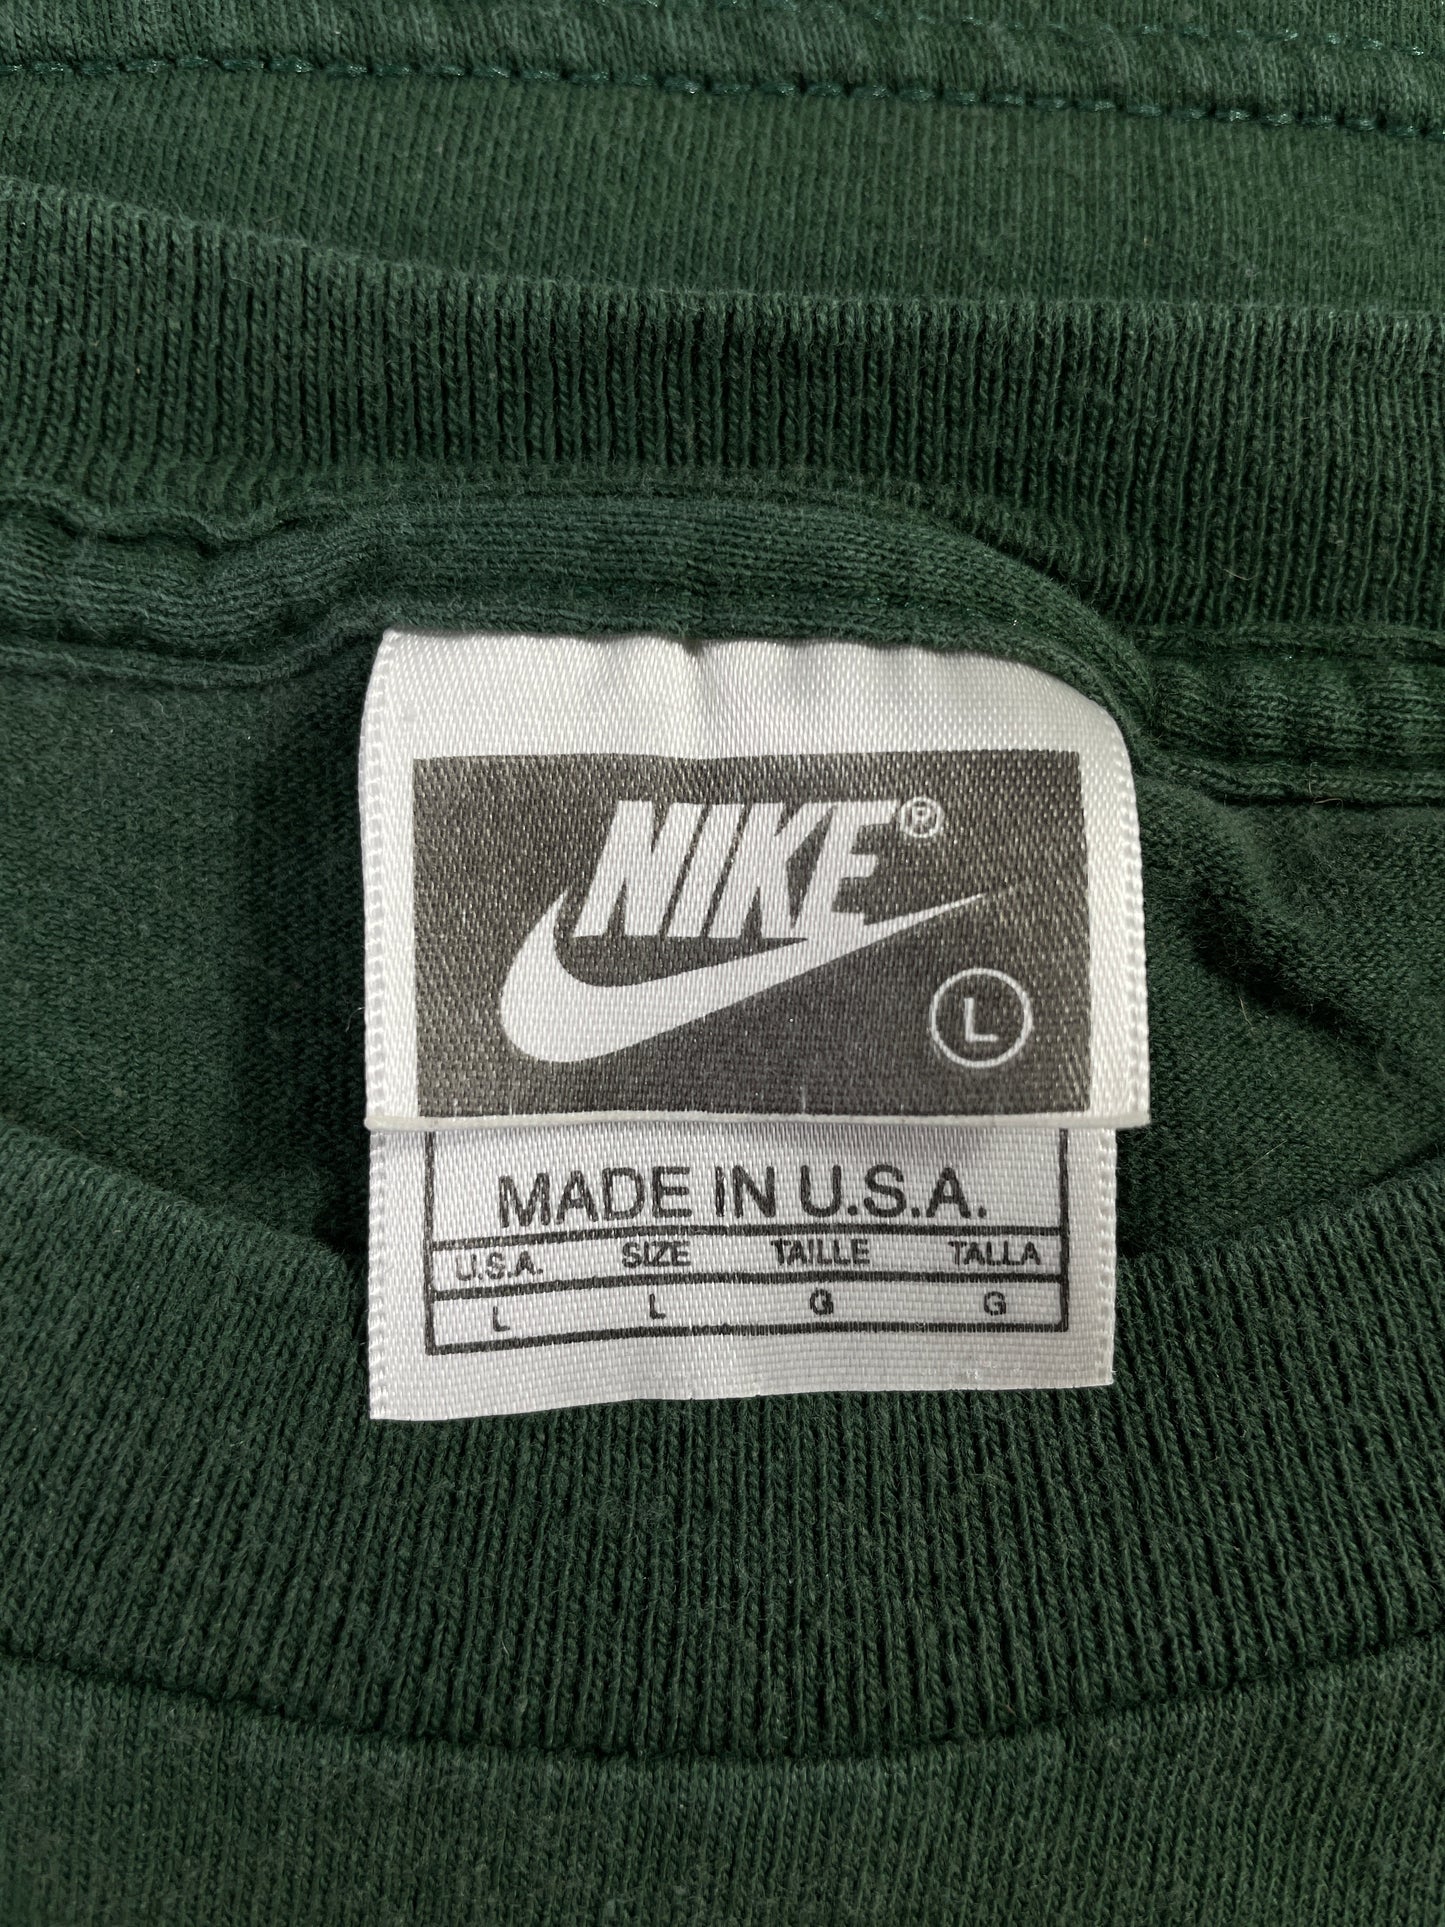 NIKE®
L
MADE IN U.S.A.
U.S.A. SIZE TAILLE TALLA
L L G G